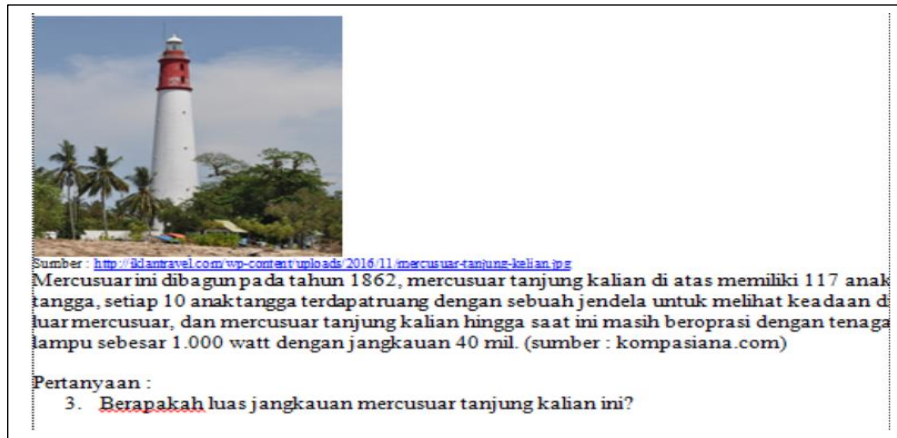 Sumber : http://iklantravel.com/wp-content/uploads/2016/11/mercusuar-tanjung-kelian.jpg
Mercusuar ini dibagun pada tahun 1862, mercusuar tanjung kalian di atas memiliki 117 anak
tangga, setiap 10 anak tangga terdapat ruang dengan sebuah jendela untuk melihat keadaan di
luar mercusuar, dan mercusuar tanjung kalian hingga saat ini masih beroprasi dengan tenaga
lampu sebesar 1.000 watt dengan jangkauan 40 mil. (sumber : kompasiana.com)
Pertanyaan :
3. Berapakah luas jangkauan mercusuar tanjung kalian ini?